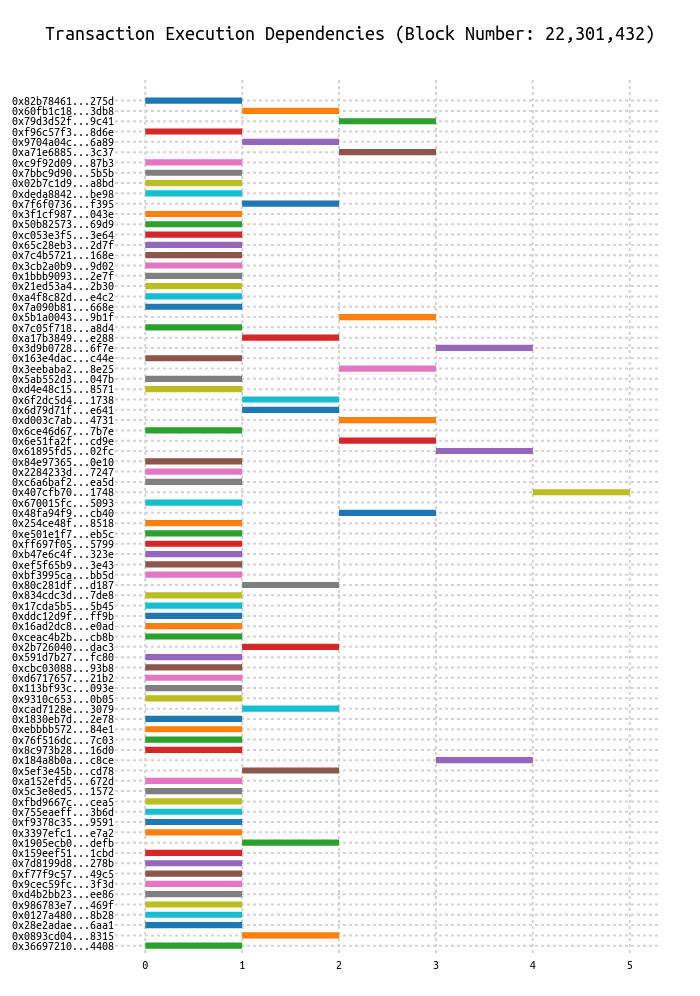 Transaction Execution Dependencies (Block Number: 22,301,432)
0x82b78461...275d
0x60fb1c18...3db8
0x79d3d52f...9c41
0xf96c57f3...8d6e
0x9704a04c...6a89
0xa71e6885...3c37
0xc9f92d09...87b3
0x7bbc9d90...5b5b
0x02b7c1d9...a8bd
0xdeda8842...be98
0x7f6f0736...f395
0x3f1cf987...043e
0x50b82573...69d9
0xc053e3f5...3e64
0x65c28eb3...2d7f
0x7c4b5721...168e
0x3cb2a0b9...9d02
0x1bbb9093...2e7f
0x21ed53a4...2b30
0xa4f8c82d...e4c2
0x7a090b81...668e
0x5b1a0043...9b1f
0x7c05f718...a8d4
0xa17b3849...e288
0x3d9b0728...6f7e
0x163e4dac...c44e
0x3eebaba2...8e25
0x5ab552d3...047b
0xd4e48c15...8571
0x6f2dc5d4...1738
0x6d79d71f...e641
0xd003c7ab...4731
0x6ce46d67...7b7e
0x6e51fa2f...cd9e
0x61895fd5...02fc
0x84e97365...0e10
0x2284233d...7247
0xc6a6baf2...ea5d
0x407cfb70...1748
0x670015fc...5093
0x48fa94f9...cb40
0x254ce48f...8518
0xe501e1f7...eb5c
0xff697f05...5799
0xb47e6c4f...323e
0xef5f65b9...3e43
0xbf3995ca...bb5d
0x80c281df...d187
0x834cdc3d...7de8
0x17cda5b5...5b45
0xddc12d9f...ff9b
0x16ad2dc8...e0ad
0xceac4b2b...cb8b
0x2b726040...dac3
0x591d7b27...fc80
0xcbc03088...93b8
0xd6717657...21b2
0x113bf93c...093e
0x9310c653...0b05
0xcad7128e...3079
0x1830eb7d...2e78
0xebbbb572...84e1
0x76f516dc...7c03
0x8c973b28...16d0
0x184a8b0a...c8ce
0x5ef3e45b...cd78
0xa152efd5...672d
0x5c3e8ed5...1572
0xfbd9667c...cea5
0x755eaeff...3b6d
0xf9378c35...9591
0x3397efc1...e7a2
0x1905ecb0...defb
0x159eef51...1cbd
0x7d8199d8...278b
0xf77f9c57...49c5
0x9cec59fc...3f3d
0xd4b2bb23...ee86
0x986783e7...469f
0x0127a480...8b28
0x28e2adae...6aa1
0x0893cd04...8315
0x36697210...4408
0 1 2 3 4 5